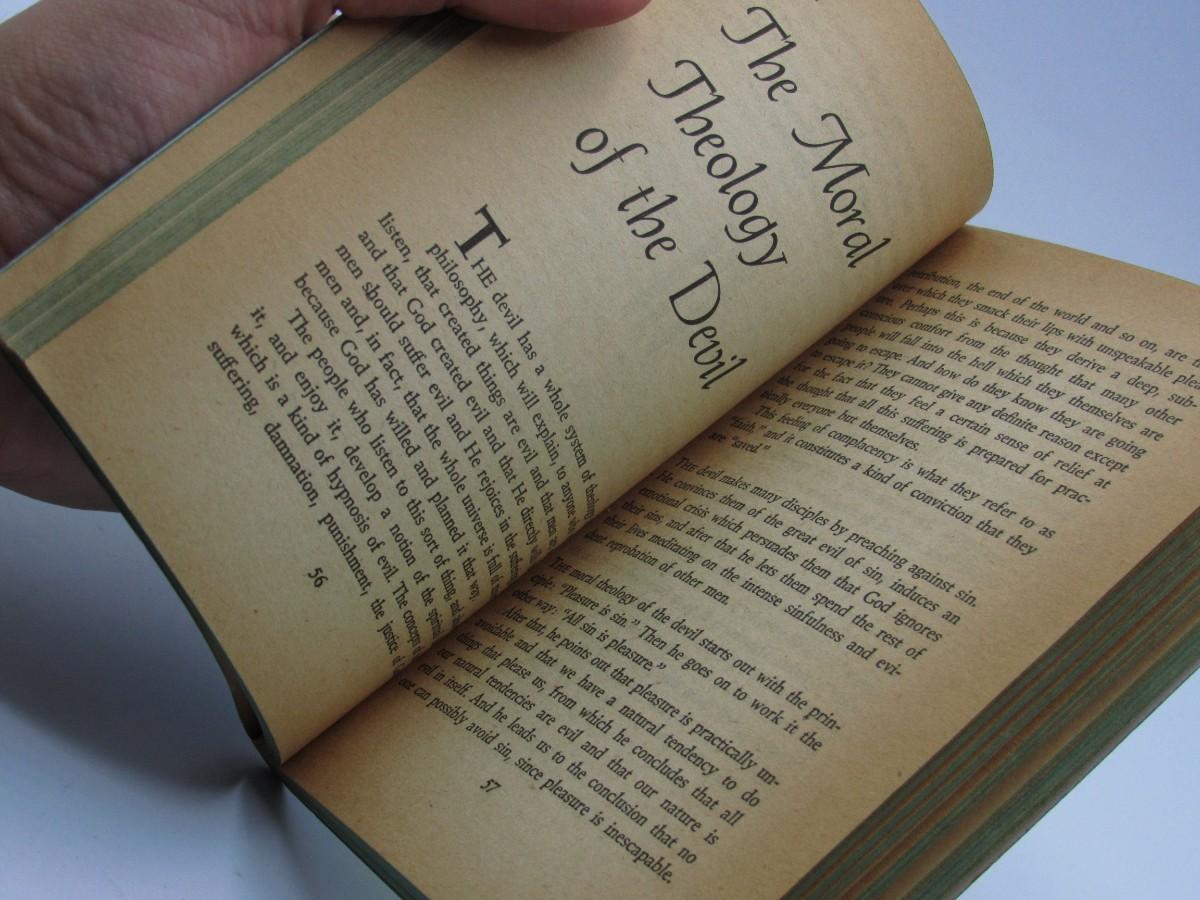 The Moral
Theology
of the Devil
THE devil has a whole system of theology
philosophy, which will explain, to anyone
listen, that created things are evil and that men
and that God created evil and that He directly
men should suffer evil and He rejoices in the
men and, in fact, that the whole universe is full of
because God has willed and planned it that way.
The people who listen to this sort of thing, and
it, and enjoy it, develop a notion of the
which is a kind of hypnosis of evil. The concept
suffering, damnation, punishment, the justice of
56
retribution, the end of the world and so on, are
over which they smack their lips with unspeakable
Perhaps this is because they derive a deep, sub-
conscious comfort from the thought that many other
people will fall into the hell which they themselves are
going to escape. And how do they know they are going
to escape it? They cannot give any definite reason except
for the fact that they feel a certain sense of relief at
the thought that all this suffering is prepared for prac-
tically everyone but themselves.
This feeling of complacency is what they refer to as
"faith," and it constitutes a kind of conviction that they
are "saved."
THE devil makes many disciples by preaching against sin.
He convinces them of the great evil of sin, induces an
emotional crisis which persuades them that God ignores
their sins, and after that he lets them spend the rest of
their lives meditating on the intense sinfulness and evi-
dent reprobation of other men.
THE moral theology of the devil starts out with the prin-
ciple: "Pleasure is sin." Then he goes on to work it the
other way: "All sin is pleasure."
After that, he points out that pleasure is practically un-
avoidable and that we have a natural tendency to do
things that please us, from which he concludes that all
our natural tendencies are evil and that our nature is
evil in itself. And he leads us to the conclusion that no
one can possibly avoid sin, since pleasure is inescapable.
57